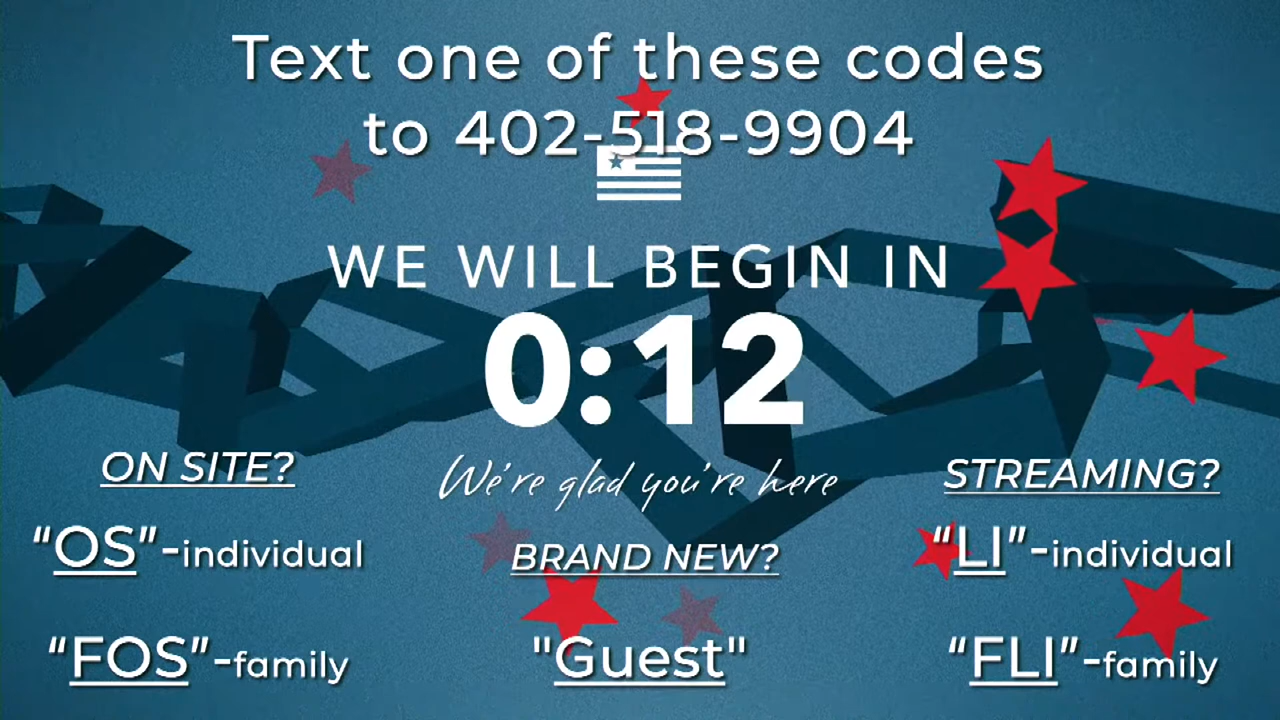 Text one of these codes
to 402-518-9904
WE WILL BEGIN IN
0:12
We're glad you're here
ON SITE?
“OS”-individual
“FOS”-family
BRAND NEW?
"Guest"
STREAMING?
“LI”-individual
“FLI”-family